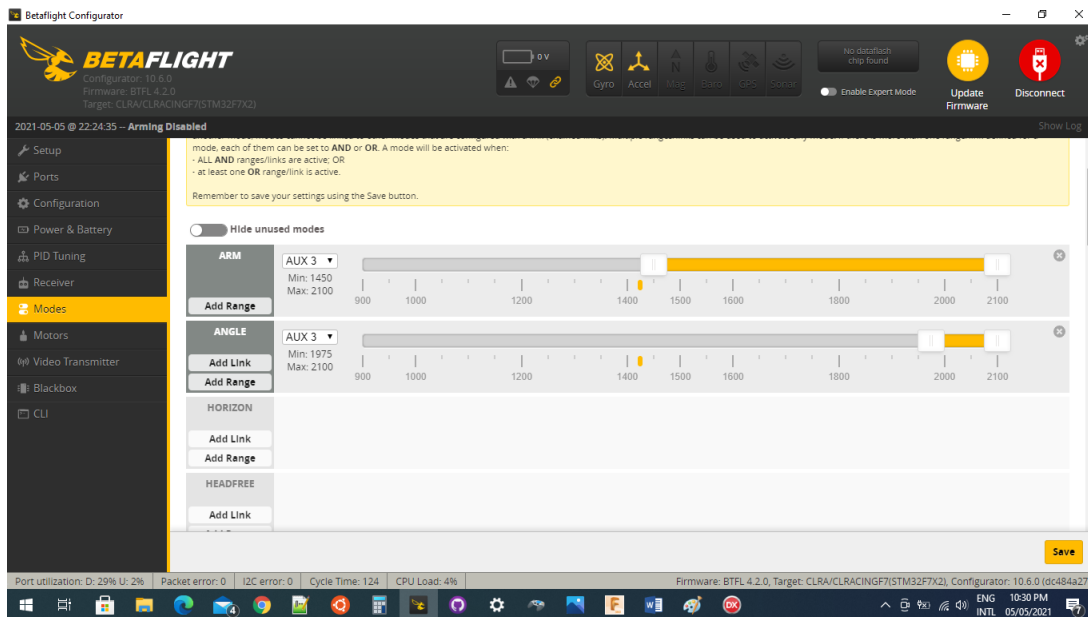 Betaflight Configurator
BETAFLIGHT
Configurator: 10.6.0
Firmware: BTFL 4.2.0
Target: CLRA/CLRACINGF7(STM32F7X2)
0 V
Gyro Accel Mag Baro GPS Sonar
No dataflash
chip found
Enable Expert Mode
Update
Firmware
Disconnect
2021-05-05 @ 22:24:35 -- Arming Disabled
Show Log
Setup
Ports
Configuration
Power & Battery
PID Tuning
Receiver
Modes
Motors
Video Transmitter
Blackbox
CLI
mode, each of them can be set to AND or OR. A mode will be activated when:
- ALL AND ranges/links are active; OR
- at least one OR range/link is active.
Remember to save your settings using the Save button.
Hide unused modes
ARM
Add Range
AUX 3
Min: 1450
Max: 2100
900 1000 1200 1400 1500 1600 1800 2000 2100
ANGLE
Add Link
Add Range
AUX 3
Min: 1975
Max: 2100
900 1000 1200 1400 1500 1600 1800 2000 2100
HORIZON
Add Link
Add Range
HEADFREE
Add Link
Save
Port utilization: D: 29% U: 2% Packet error: 0 I2C error: 0 Cycle Time: 124 CPU Load: 4% Firmware: BTFL 4.2.0, Target: CLRA/CLRACINGF7(STM32F7X2), Configurator: 10.6.0 (dc484a27
4
F
W
DX
ENG
INTL
10:30 PM
05/05/2021
7